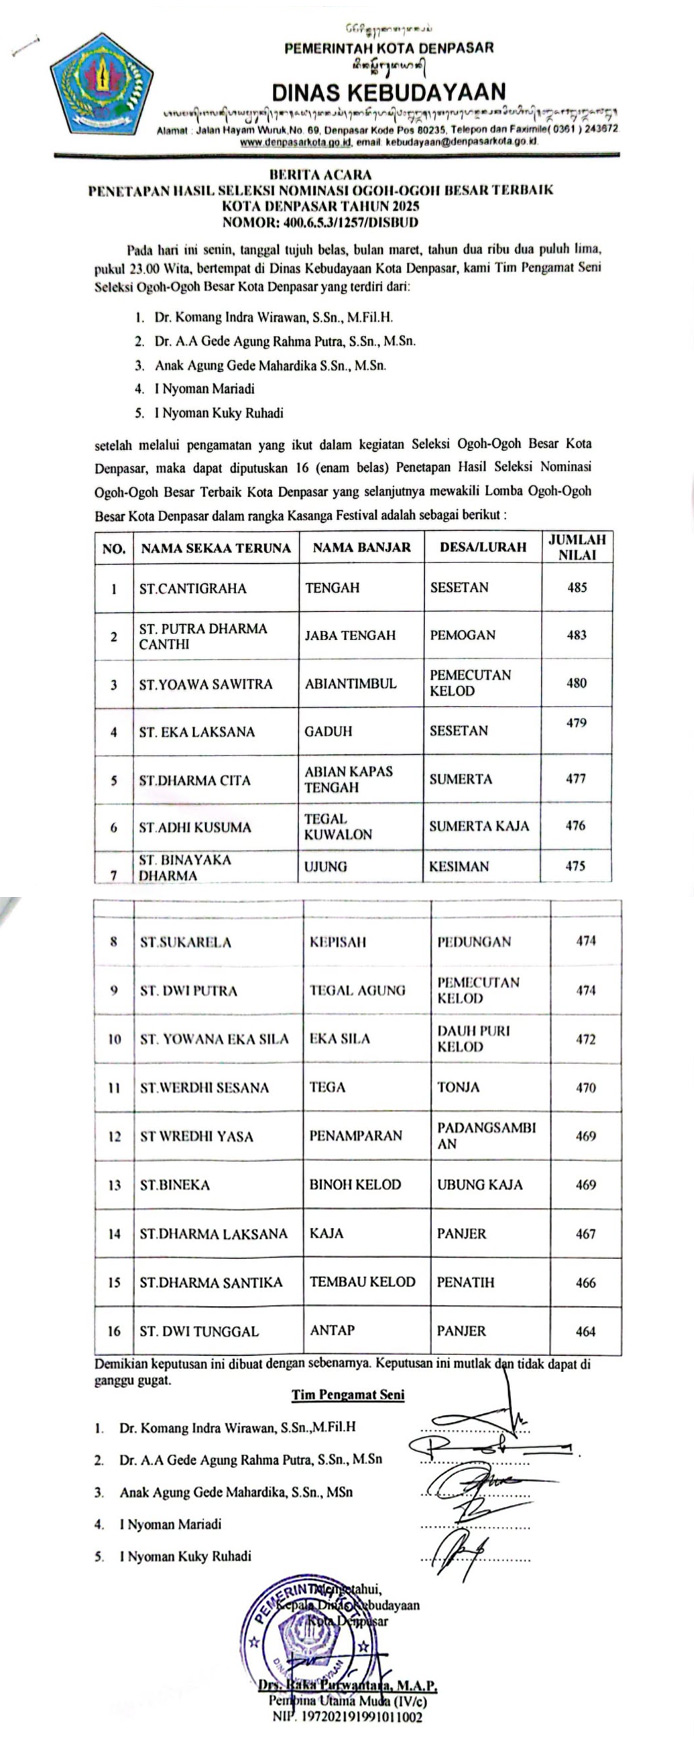 PEMERINTAH KOTA DENPASAR
DINAS KEBUDAYAAN
Alamat : Jalan Hayam Wuruk No. 69, Denpasar Kode Pos 80235, Telepon dan Faximile( 0361 ) 243672
www.denpasarkota.go.id, email kebudayaan@denpasarkota.go.id
BERITA ACARA
PENETAPAN HASIL SELEKSI NOMINASI OGOH-OGOH BESAR TERBAIK
KOTA DENPASAR TAHUN 2025
NOMOR: 400.6.5.3/1257/DISBUD
Pada hari ini senin, tanggal tujuh belas, bulan maret, tahun dua ribu dua puluh lima,
pukul 23.00 Wita, bertempat di Dinas Kebudayaan Kota Denpasar, kami Tim Pengamat Seni
Seleksi Ogoh-Ogoh Besar Kota Denpasar yang terdiri dari:
1. Dr. Komang Indra Wirawan, S.Sn., M.Fil.H.
2. Dr. A.A Gede Agung Rahma Putra, S.Sn., M.Sn.
3. Anak Agung Gede Mahardika S.Sn., M.Sn.
4. I Nyoman Mariadi
5. I Nyoman Kuky Ruhadi
setelah melalui pengamatan yang ikut dalam kegiatan Seleksi Ogoh-Ogoh Besar Kota
Denpasar, maka dapat diputuskan 16 (enam belas) Penetapan Hasil Seleksi Nominasi
Ogoh-Ogoh Besar Terbaik Kota Denpasar yang selanjutnya mewakili Lomba Ogoh-Ogoh
Besar Kota Denpasar dalam rangka Kasanga Festival adalah sebagai berikut :
NO. NAMA SEKAA TERUNA NAMA BANJAR DESA/LURAH JUMLAH NILAI
1 ST.CANTIGRAHA TENGAH SESETAN 485
2 ST. PUTRA DHARMA CANTHI JABA TENGAH PEMOGAN 483
3 ST.YOAWA SAWITRA ABIANTIMBUL PEMECUTAN KELOD 480
4 ST. EKA LAKSANA GADUH SESETAN 479
5 ST.DHARMA CITA ABIAN KAPAS TENGAH SUMERTA 477
6 ST.ADHI KUSUMA TEGAL KUWALON SUMERTA KAJA 476
7 ST. BINAYAKA DHARMA UJUNG KESIMAN 475
8 ST.SUKARELA KEPISAH PEDUNGAN 474
9 ST. DWI PUTRA TEGAL AGUNG PEMECUTAN KELOD 474
10 ST. YOWANA EKA SILA EKA SILA DAUH PURI KELOD 472
11 ST.WERDHI SESANA TEGA TONJA 470
12 ST WREDHI YASA PENAMPARAN PADANGSAMBI AN 469
13 ST.BINEKA BINOH KELOD UBUNG KAJA 469
14 ST.DHARMA LAKSANA KAJA PANJER 467
15 ST.DHARMA SANTIKA TEMBAU KELOD PENATIH 466
16 ST. DWI TUNGGAL ANTAP PANJER 464
Demikian keputusan ini dibuat dengan sebenarnya. Keputusan ini mutlak dan tidak dapat di
ganggu gugat.
Tim Pengamat Seni
1. Dr. Komang Indra Wirawan, S.Sn.,M.Fil.H
2. Dr. A.A Gede Agung Rahma Putra, S.Sn., M.Sn
3. Anak Agung Gede Mahardika, S.Sn., MSn
4. I Nyoman Mariadi
5. I Nyoman Kuky Ruhadi
Mengetahui,
Kepala Dinas Kebudayaan
Kota Denpasar
PEMERINTAH KOTA
DINAS KEBUDAYAAN
Drs. Raka Purwantara, M.A.P.
Pembina Utama Muda (IV/c)
NIP. 197202191991011002